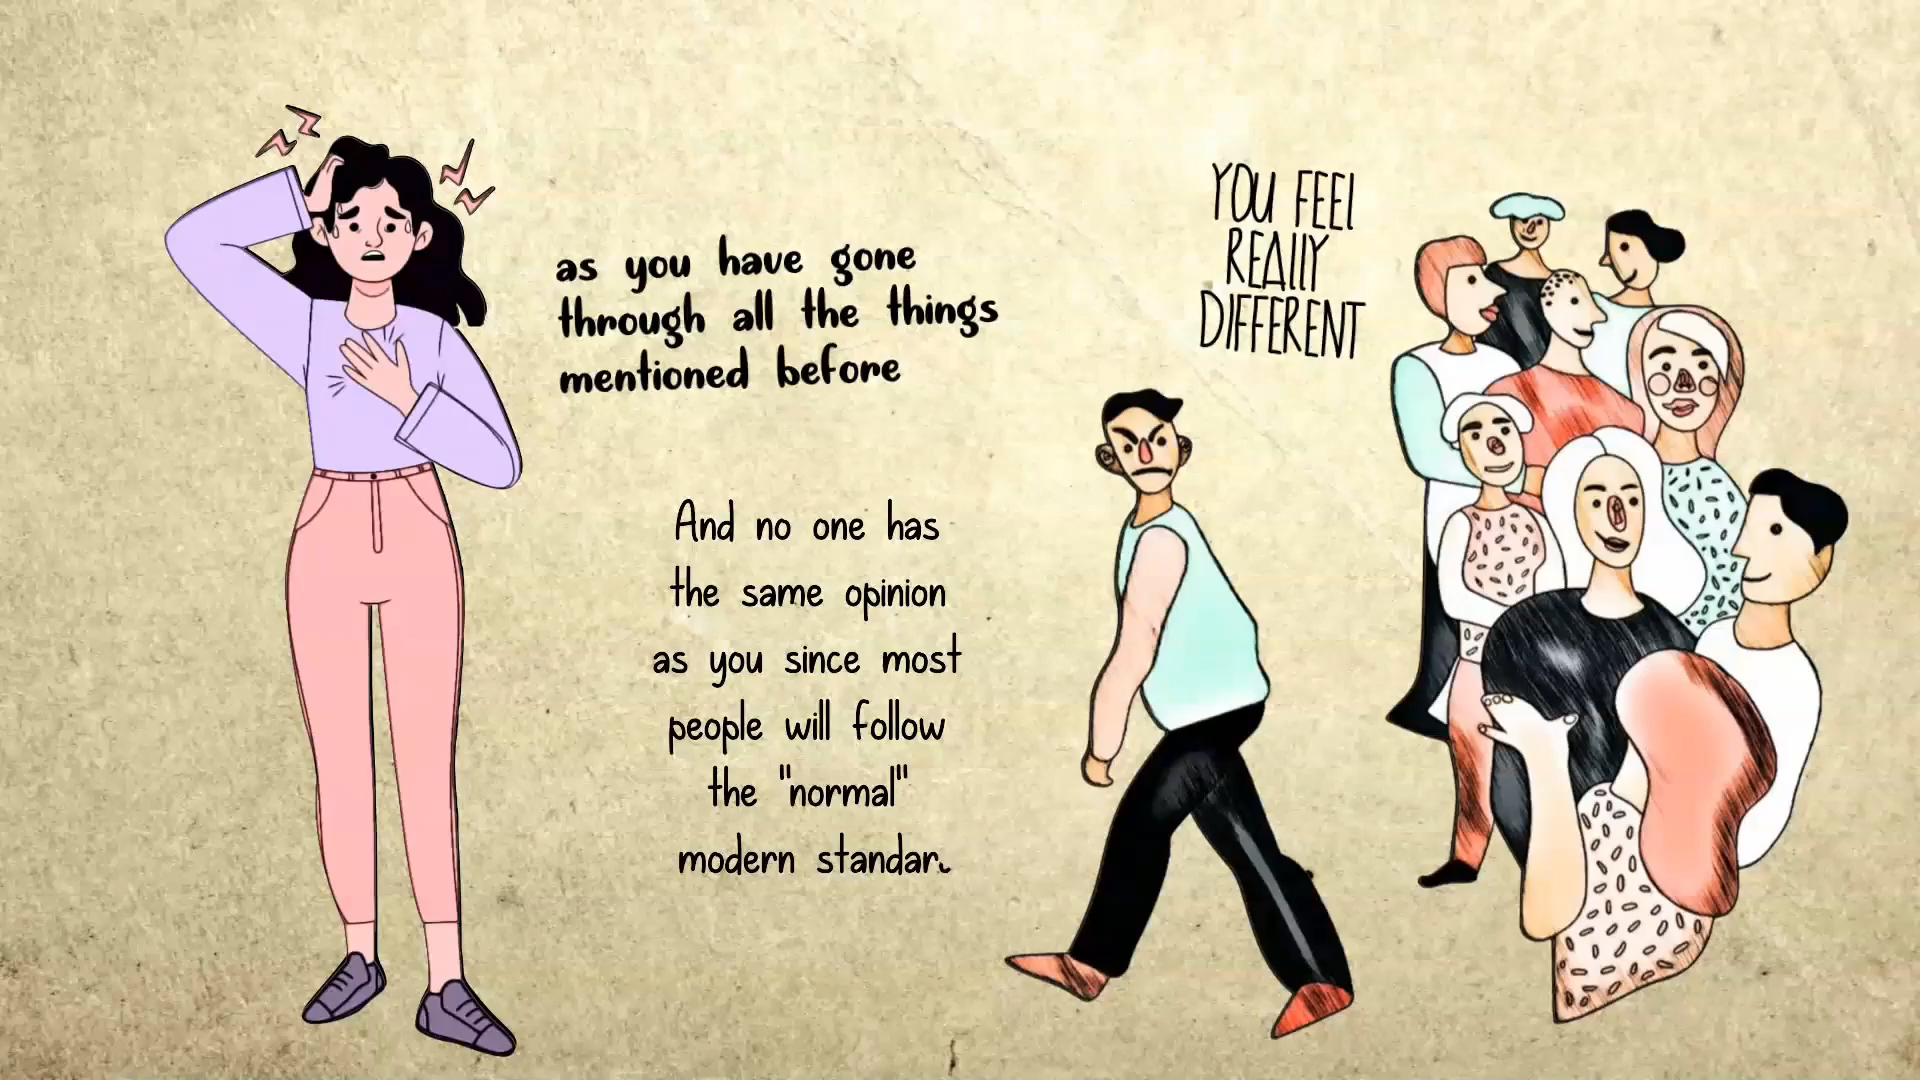 as you have gone
through all the things
mentioned before
And no one has
the same opinion
as you since most
people will follow
the "normal"
modern
YOU FEEL
REALLY
DIFFERENT